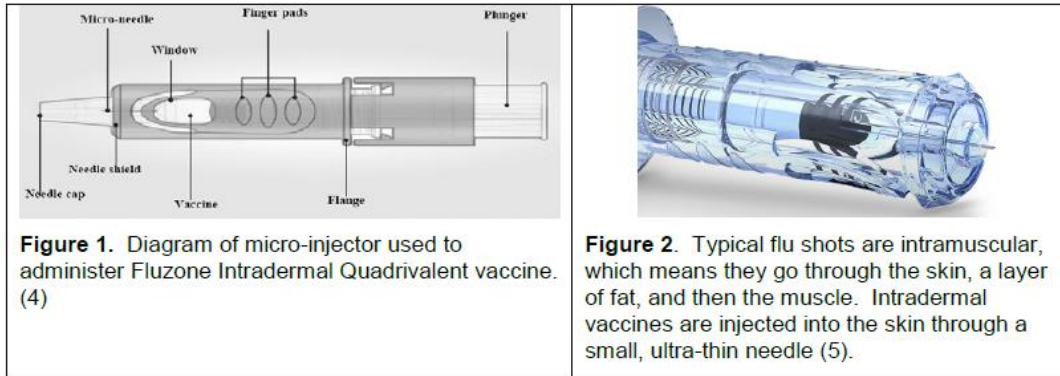 Micro-needle
Finger pads
Plunger
Window
Needle shield
Needle cap
Vaccine
Flange
Figure 1. Diagram of micro-injector used to
administer Fluzone Intradermal Quadrivalent vaccine.
(4)
Figure 2. Typical flu shots are intramuscular,
which means they go through the skin, a layer
of fat, and then the muscle. Intradermal
vaccines are injected into the skin through a
small, ultra-thin needle (5).